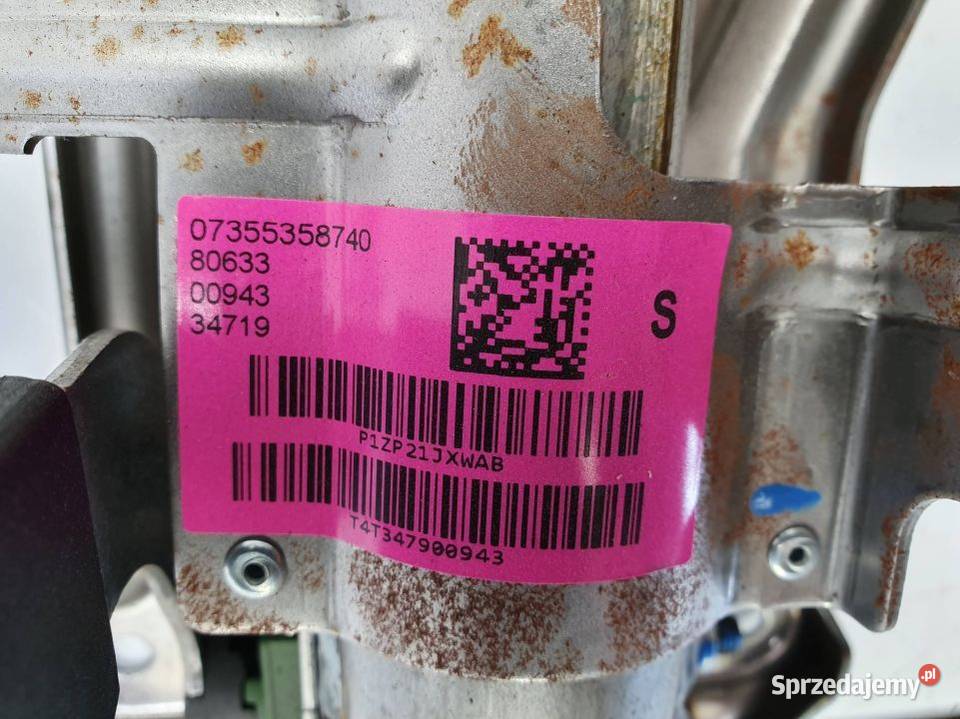 07355358740
80633
00943
34719
S
P1ZP21JXWAB
T4T347900943
Sprzedajemy.pl